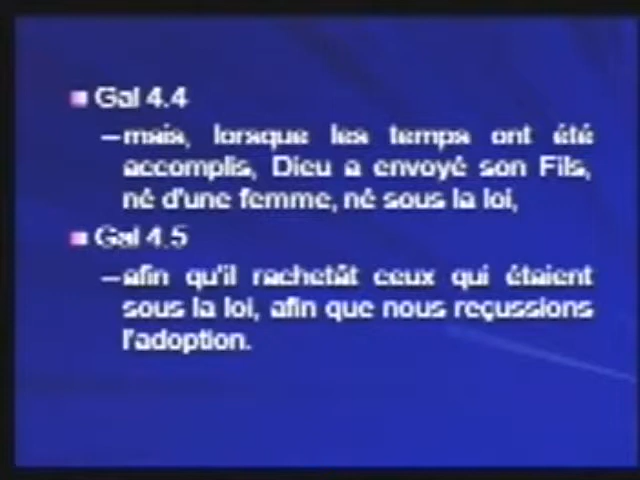 Gal 4.4
–mais, lorsque les temps ont été
accomplis, Dieu a envoyé son Fils,
né d'une femme, né sous la loi,
Gal 4.5
–afin qu'il rachetât ceux qui étaient
sous la loi, afin que nous reçussions
l'adoption.